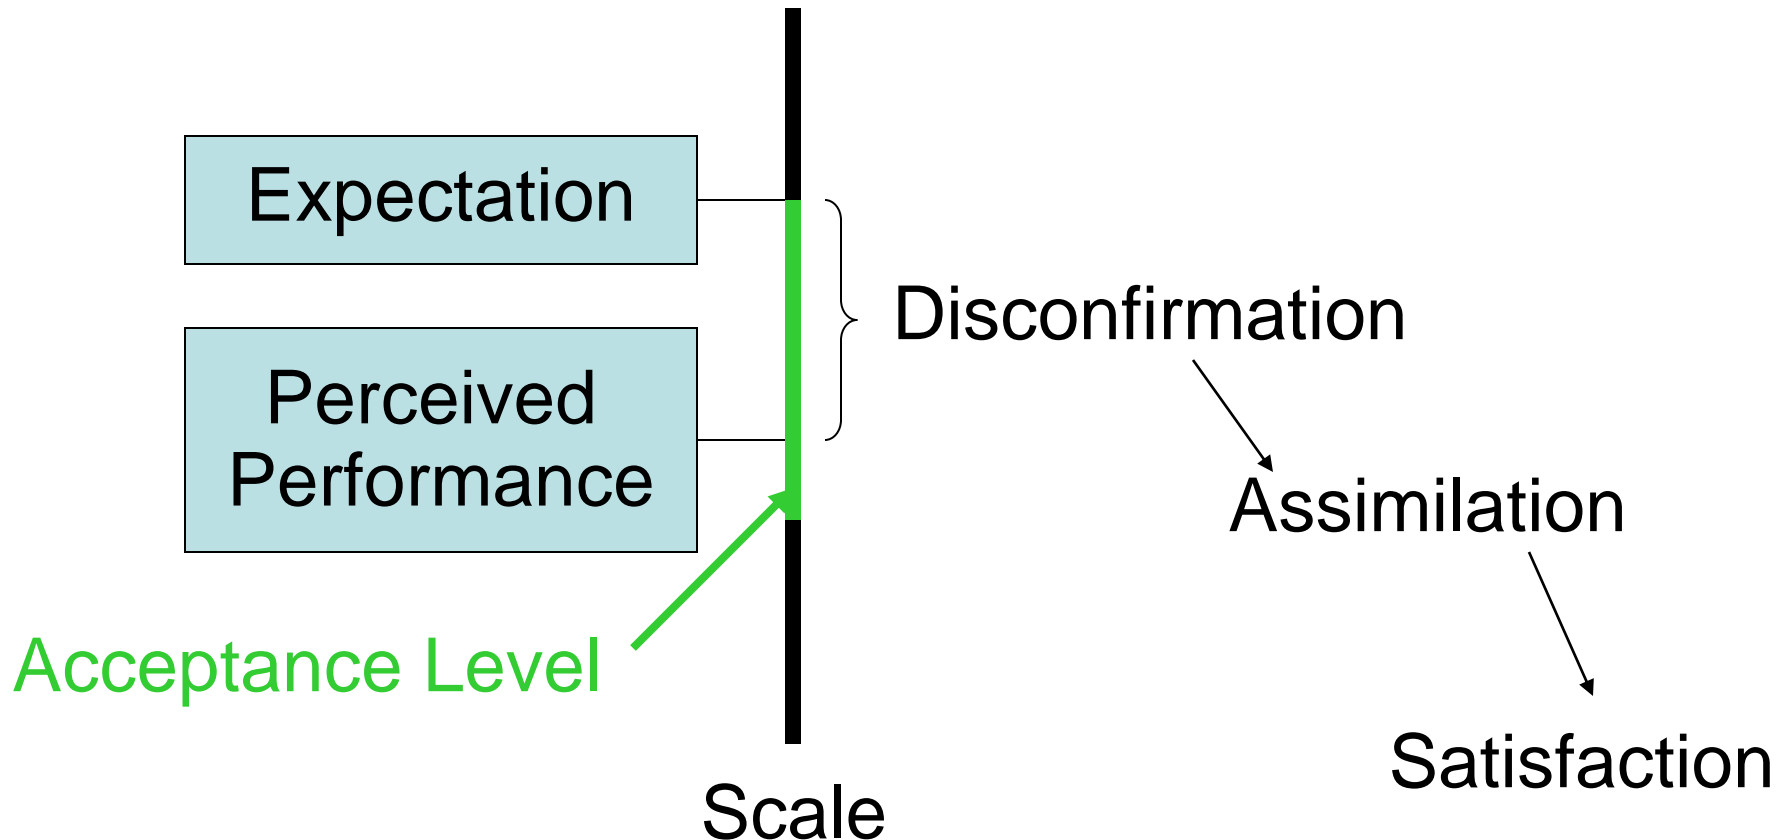 Expectation
Perceived
Performance
Disconfirmation
Assimilation
Satisfaction
Acceptance Level
Scale